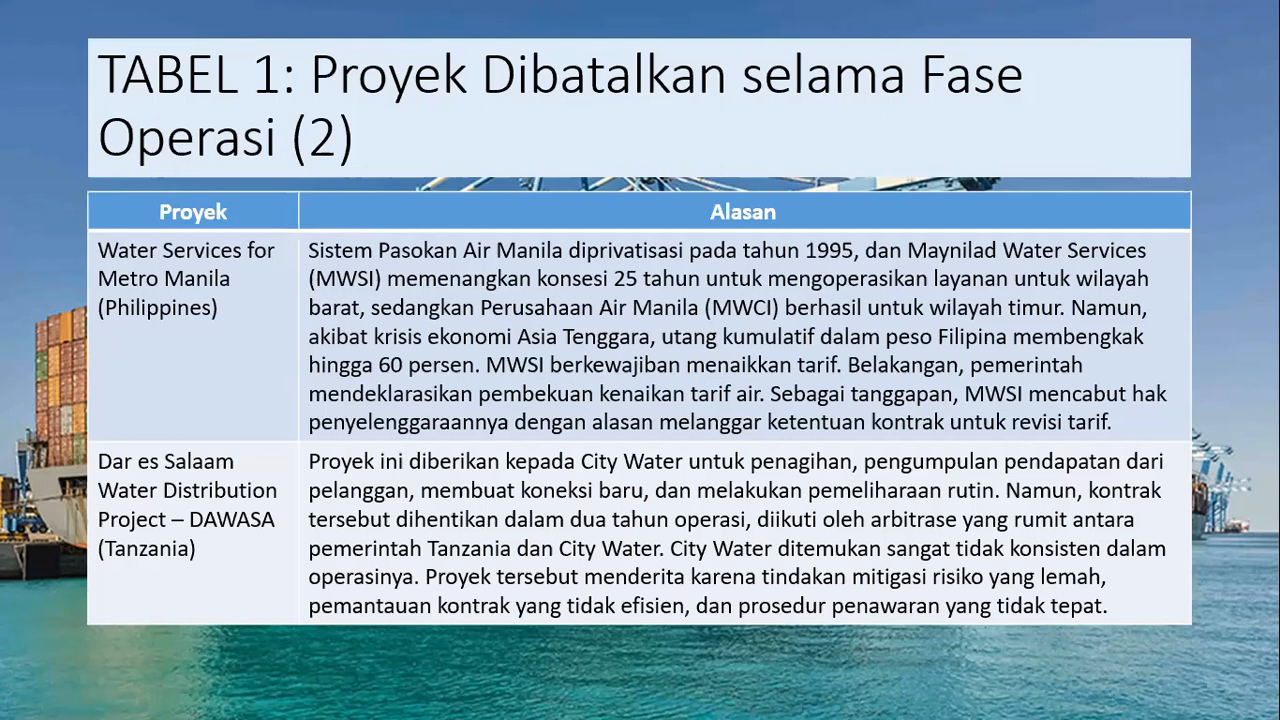 TABEL 1: Proyek Dibatalkan selama Fase
Operasi (2)
Proyek
Alasan
Water Services for
Metro Manila
(Philippines)
Sistem Pasokan Air Manila diprivatisasi pada tahun 1995, dan Maynilad Water Services
(MWSI) memenangkan konsesi 25 tahun untuk mengoperasikan layanan untuk wilayah
barat, sedangkan Perusahaan Air Manila (MWCI) berhasil untuk wilayah timur. Namun,
akibat krisis ekonomi Asia Tenggara, utang kumulatif dalam peso Filipina membengkak
hingga 60 persen. MWSI berkewajiban menaikkan tarif. Belakangan, pemerintah
mendeklarasikan pembekuan kenaikan tarif air. Sebagai tanggapan, MWSI mencabut hak
penyelenggaraannya dengan alasan melanggar ketentuan kontrak untuk revisi tarif.
Dar es Salaam
Water Distribution
Project – DAWASA
(Tanzania)
Proyek ini diberikan kepada City Water untuk penagihan, pengumpulan pendapatan dari
pelanggan, membuat koneksi baru, dan melakukan pemeliharaan rutin. Namun, kontrak
tersebut dihentikan dalam dua tahun operasi, diikuti oleh arbitrase yang rumit antara
pemerintah Tanzania dan City Water. City Water ditemukan sangat tidak konsisten dalam
operasinya. Proyek tersebut menderita karena tindakan mitigasi risiko yang lemah,
pemantauan kontrak yang tidak efisien, dan prosedur penawaran yang tidak tepat.